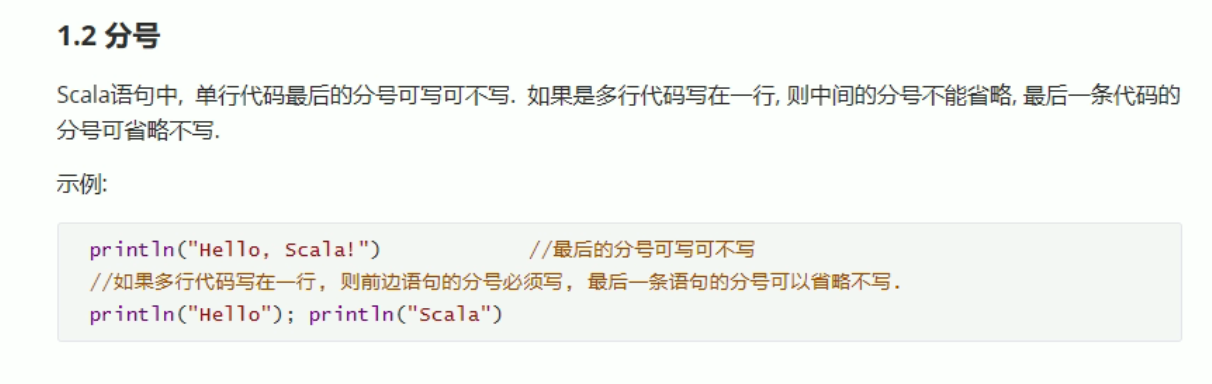 1.2 分号
Scala语句中, 单行代码最后的分号可写可不写. 如果是多行代码写在一行, 则中间的分号不能省略, 最后一条代码的
分号可省略不写.
示例:
println("Hello, Scala!") //最后的分号可写可不写
//如果多行代码写在一行, 则前边语句的分号必须写, 最后一条语句的分号可以省略不写.
println("Hello"); println("Scala")